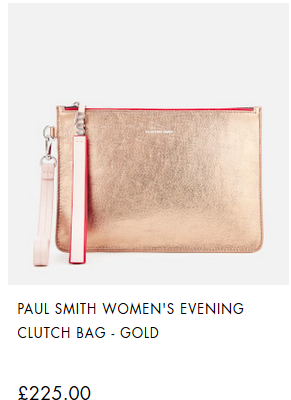 PAUL SMITH WOMEN'S EVENING
CLUTCH BAG - GOLD
£225.00